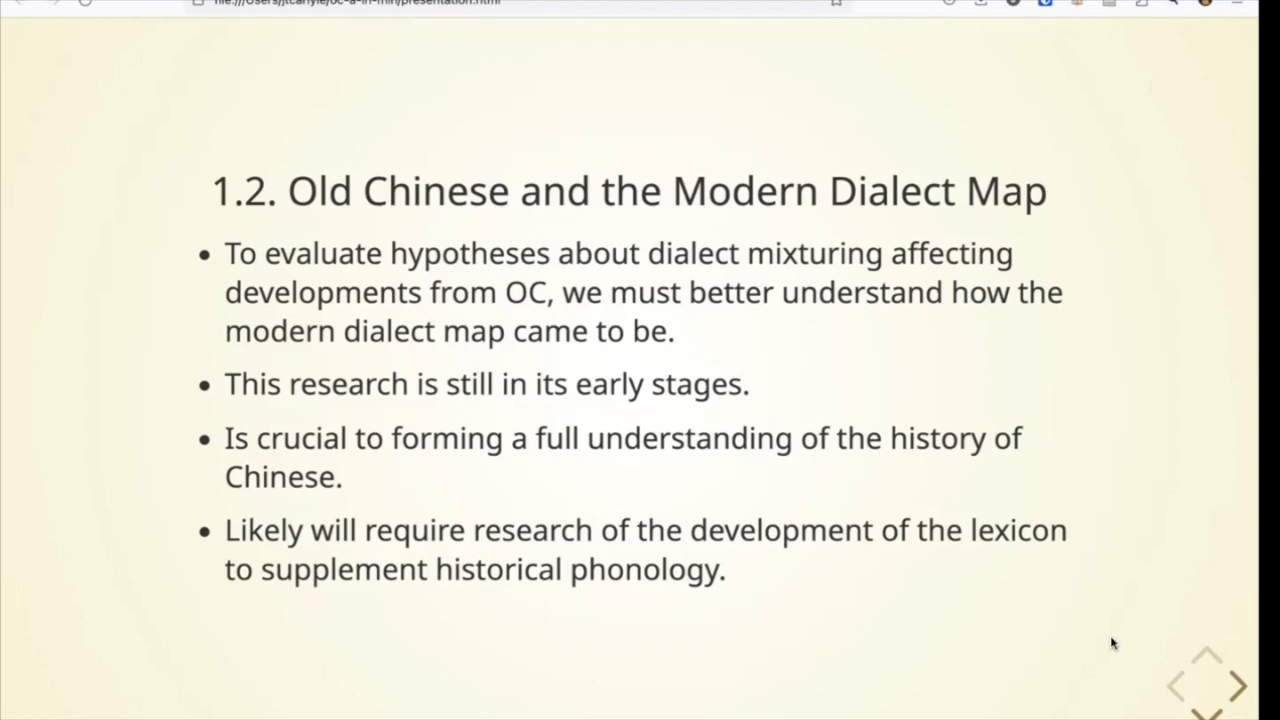 1.2. Old Chinese and the Modern Dialect Map
• To evaluate hypotheses about dialect mixturing affecting
developments from OC, we must better understand how the
modern dialect map came to be.
• This research is still in its early stages.
• Is crucial to forming a full understanding of the history of
Chinese.
• Likely will require research of the development of the lexicon
to supplement historical phonology.